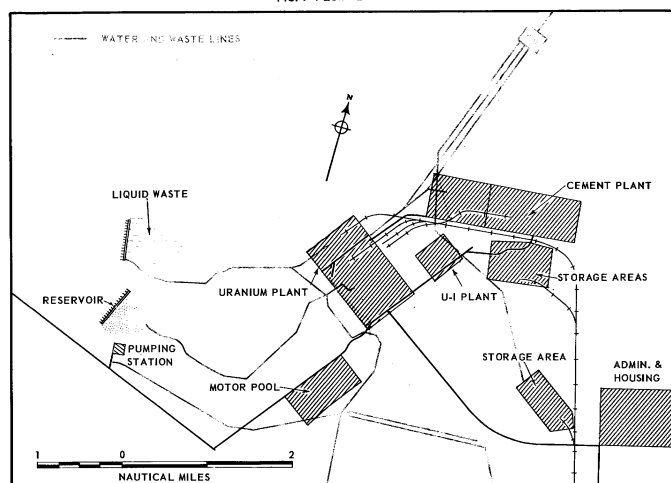 WATER AND WASTE LINES
N
LIQUID WASTE
CEMENT PLANT
RESERVOIR
URANIUM PLANT
U-I PLANT
STORAGE AREAS
PUMPING
STATION
MOTOR POOL
STORAGE AREA
ADMIN. &
HOUSING
1 0 2
NAUTICAL MILES